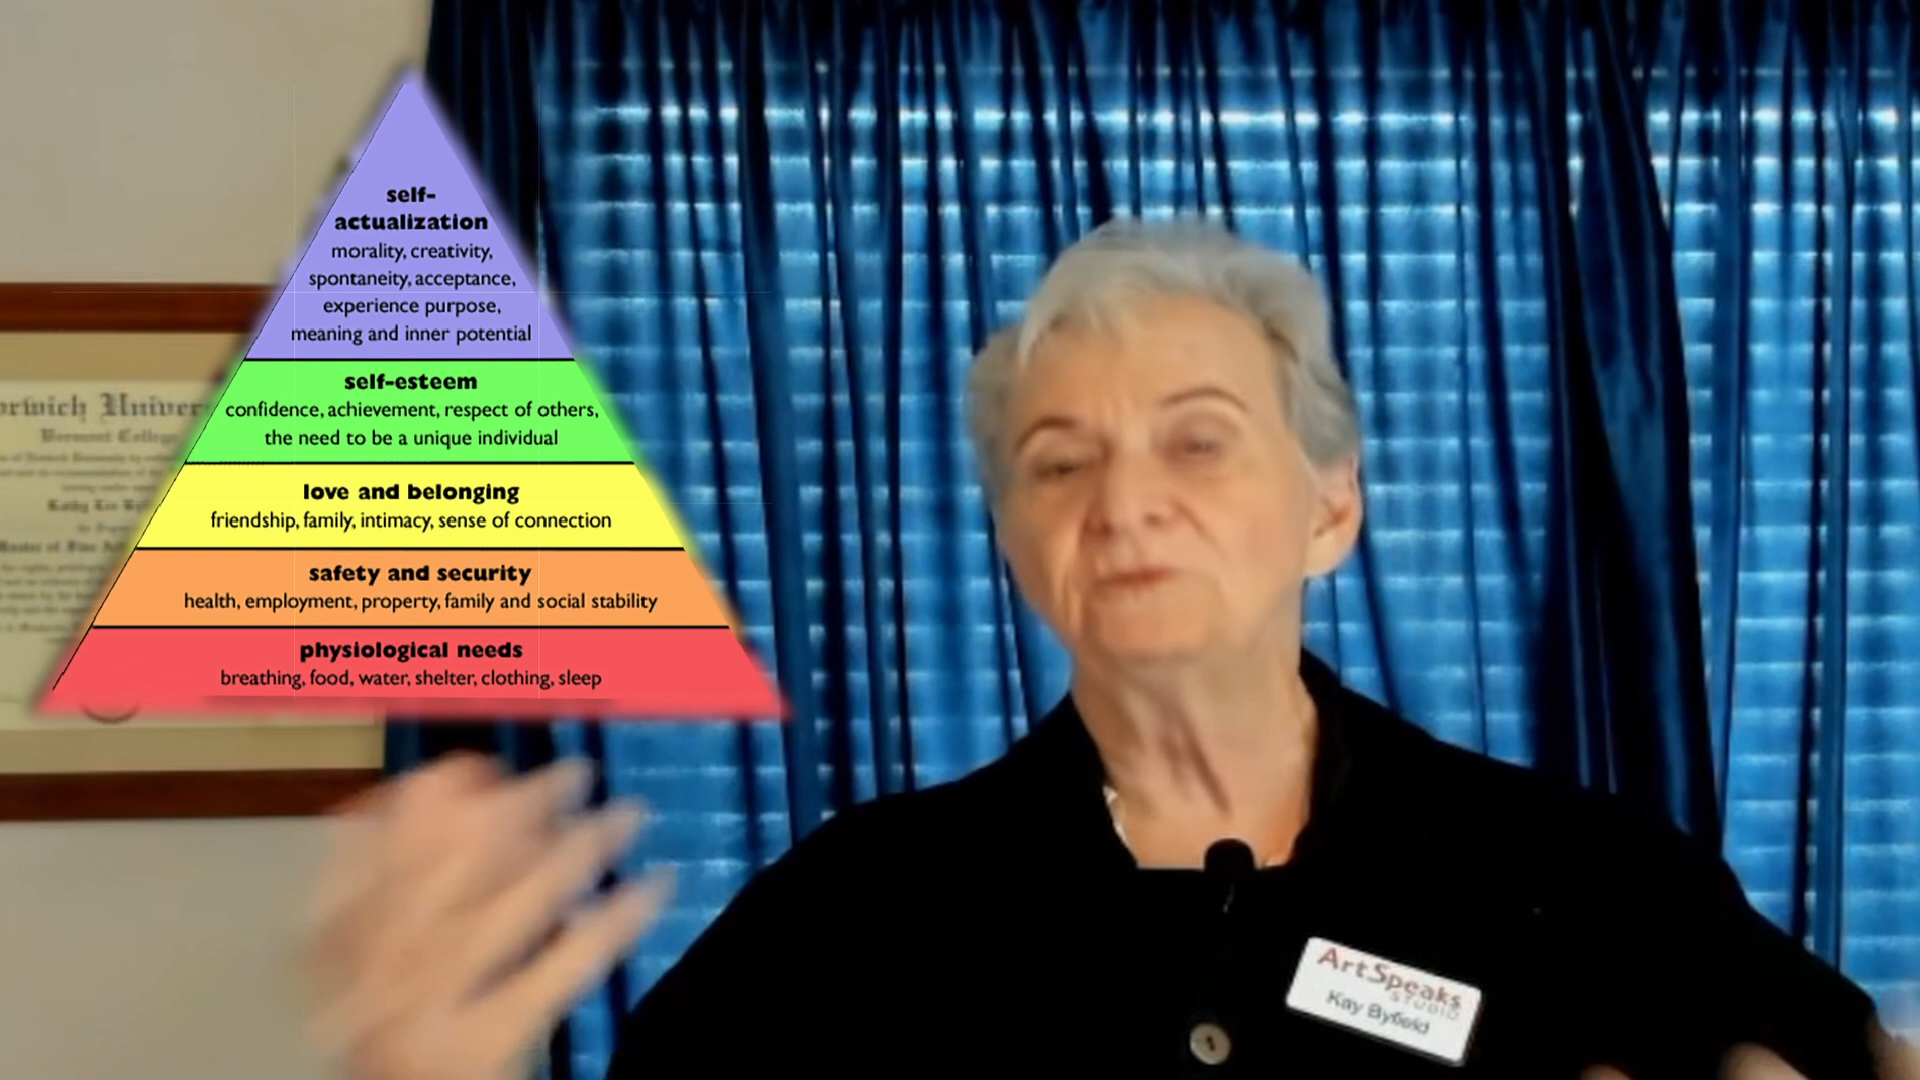 self-
actualization
morality, creativity,
spontaneity, acceptance,
experience purpose,
meaning and inner potential
self-esteem
confidence, achievement, respect of others,
the need to be a unique individual
love and belonging
friendship, family, intimacy, sense of connection
safety and security
health, employment, property, family and social stability
physiological needs
breathing, food, water, shelter, clothing, sleep
Vermont College
ArtSpeaks
STUDIO
Kay Byfield